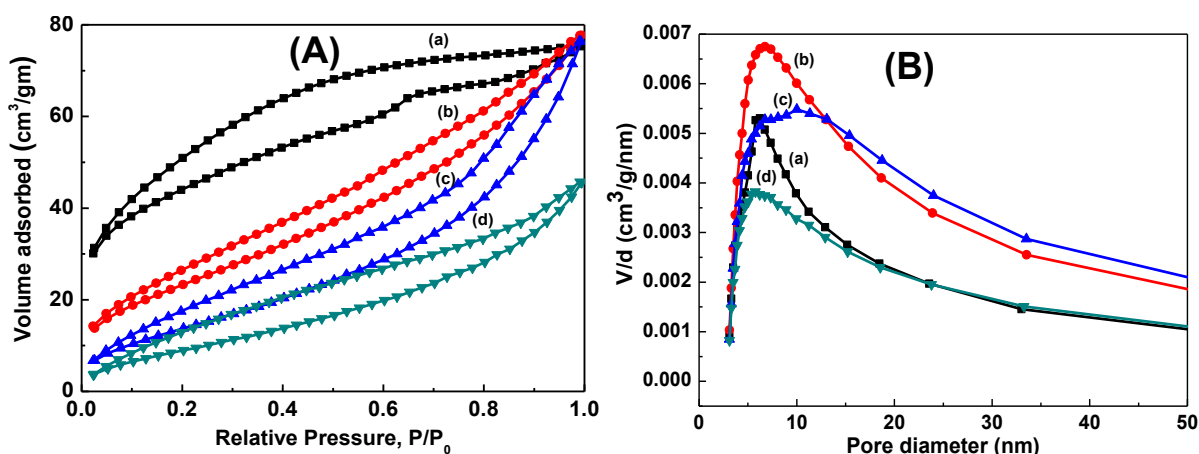 (A)
(a)
(b)
(c)
(d)
Volume adsorbed (cm³/gm)
80
60
40
20
0
0.0 0.2 0.4 0.6 0.8 1.0
Relative Pressure, P/P₀
(B)
(b)
(c)
(a)
(d)
V/d (cm³/g/nm)
0.007
0.006
0.005
0.004
0.003
0.002
0.001
0.000
0 10 20 30 40 50
Pore diameter (nm)